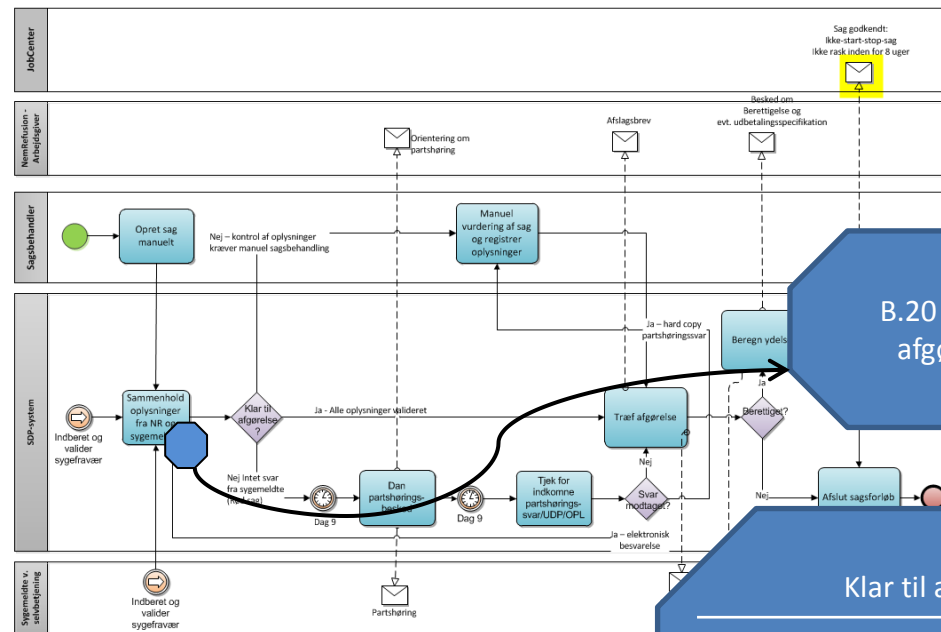 JobCenter
Sag godkendt:
Ikke-start-stop-sag
Ikke rask inden for 8 uger
NemRefusion -
Arbejdsgiver
Orientering om
partshøring
Afslagsbrev
Besked om
Berettigelse og
evt. udbetalingsspecifikation
Sagsbehandler
Opret sag
manuelt
Nej – kontrol af oplysninger
kræver manuel sagsbehandling
Manuel
vurdering af sag
og registrer
oplysninger
SDP-system
Indberet og
valider
sygefravær
Sammenhold
oplysninger
fra NR og
Klar til
afgørelse
?
Ja - Alle oplysninger valideret
Nej Intet svar
fra sygemeldte
Dag 9
Dan
partshørings-
Dag 9
Tjek for
indkomne
partshørings-
svar/UDP/OPL
Svar
modtaget?
Nej
Ja – hard copy
partshøringssvar
Ja – elektronisk
besvarelse
Træf afgørelse
Beregn ydels
Ja
Berettiget?
Nej
Afslut sagsforløb
B.20
Klar til a
Sygemeldte v.
selvbetjening
Indberet og
valider
sygefravær
Partshøring